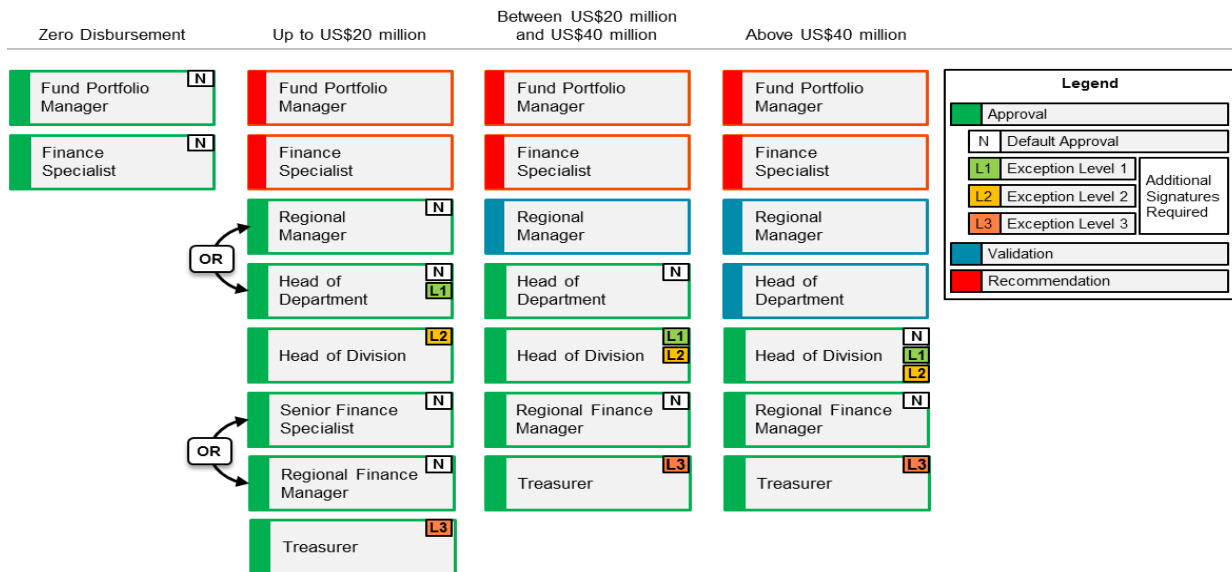 Zero Disbursement
Up to US$20 million
Between US$20 million
and US$40 million
Above US$40 million
N
Fund Portfolio
Manager
N
Finance
Specialist
Fund Portfolio
Manager
Finance
Specialist
N
Regional
Manager
OR
N
Head of
Department
L1
L2
Head of Division
N
Senior Finance
Specialist
OR
N
Regional Finance
Manager
L3
Treasurer
Fund Portfolio
Manager
Finance
Specialist
Regional
Manager
N
Head of
Department
L1
Head of Division
L2
N
Regional Finance
Manager
L3
Treasurer
Fund Portfolio
Manager
Finance
Specialist
Regional
Manager
Head of
Department
N
Head of Division
L1
L2
N
Regional Finance
Manager
L3
Treasurer
Legend
Approval
N Default Approval
L1 Exception Level 1
L2 Exception Level 2
L3 Exception Level 3
Additional
Signatures
Required
Validation
Recommendation